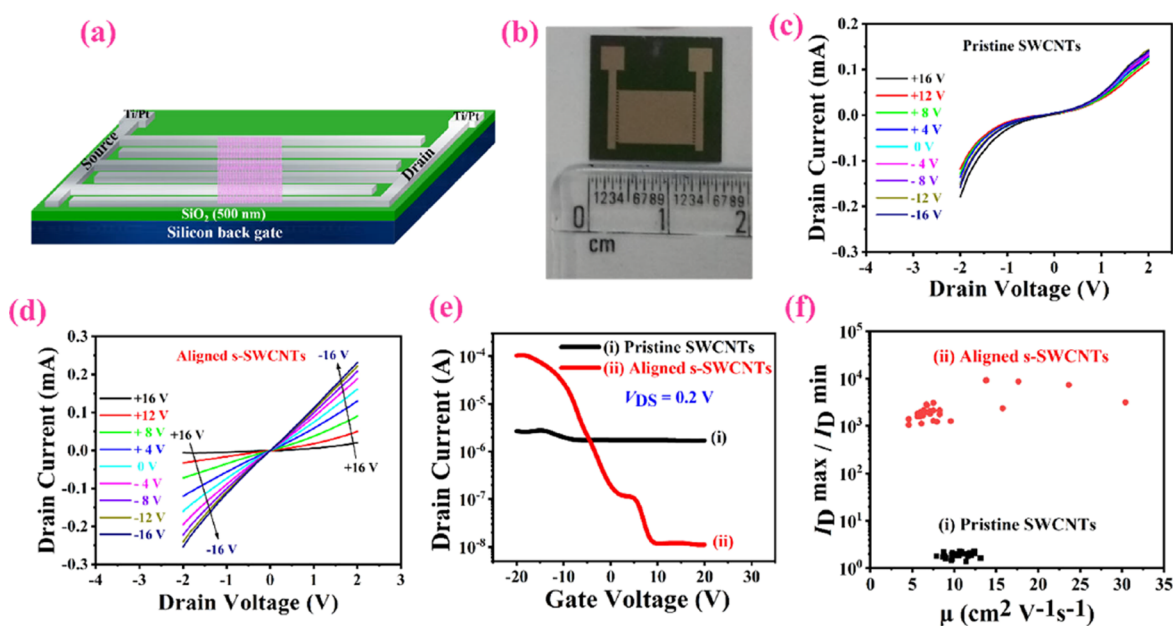 (a)
Ti/Pt
Ti/Pt
Source
Drain
SiO2 (500 nm)
Silicon back gate
(b)
1234 6789 1234 6789
0 1 2
cm
(c)
Pristine SWCNTs
+16 V
+12 V
+ 8 V
+ 4 V
0 V
- 4 V
- 8 V
-12 V
-16 V
Drain Current (mA)
0.2
0.1
0.0
-0.1
-0.2
-0.3
-4 -3 -2 -1 0 1 2
Drain Voltage (V)
(d)
Aligned s-SWCNTs
-16 V
+16 V
+12 V
+ 8 V
+ 4 V
0 V
- 4 V
- 8 V
-12 V
-16 V
+16 V
+16 V
-16 V
Drain Current (mA)
0.3
0.2
0.1
0.0
-0.1
-0.2
-0.3
-5 -4 -3 -2 -1 0 1 2 3
Drain Voltage (V)
(e)
(i) Pristine SWCNTs
(ii) Aligned s-SWCNTs
VDS = 0.2 V
(i)
(ii)
Drain Current (A)
10-4
10-5
10-6
10-7
10-8
-20 -10 0 10 20 30
Gate Voltage (V)
(f)
(ii) Aligned s-SWCNTs
(i) Pristine SWCNTs
ID max / ID min
105
104
103
102
101
100
0 5 10 15 20 25 30 35
μ (cm2 V-1s-1)